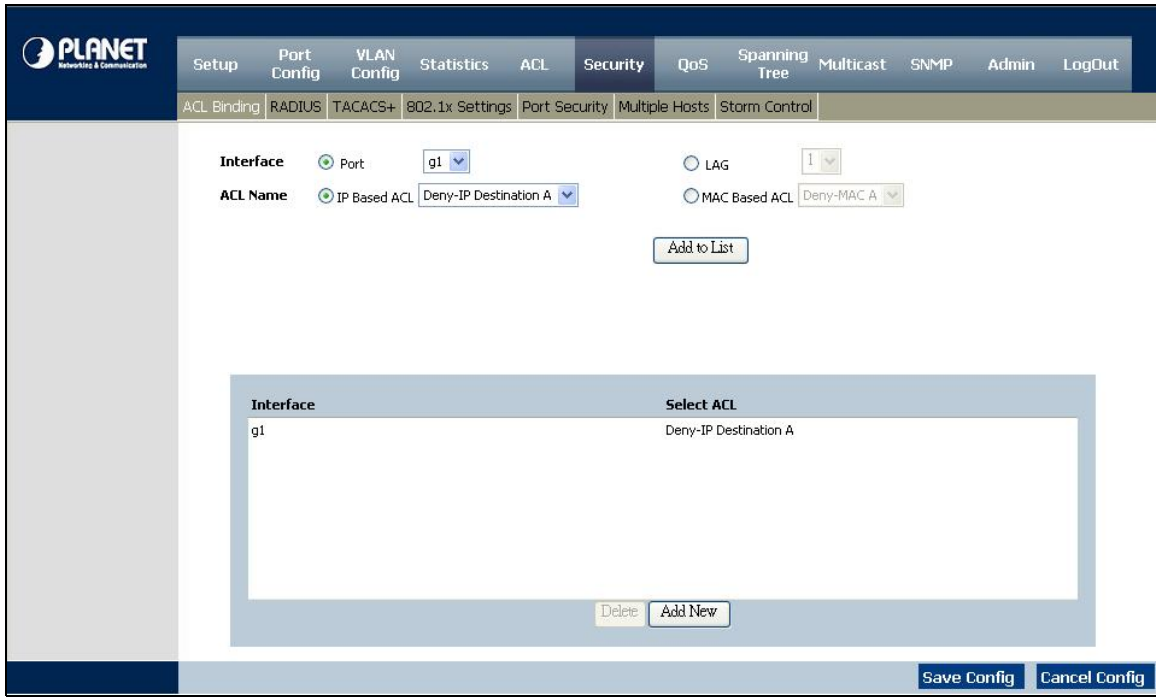 PLANET
Networking & Communication
Setup Port Config VLAN Config Statistics ACL Security QoS Spanning Tree Multicast SNMP Admin LogOut
ACL Binding RADIUS TACACS+ 802.1x Settings Port Security Multiple Hosts Storm Control
Interface Port g1 LAG 1
ACL Name IP Based ACL Deny-IP Destination A MAC Based ACL Deny-MAC A
Add to List
Interface Select ACL
g1 Deny-IP Destination A
Delete Add New
Save Config Cancel Config